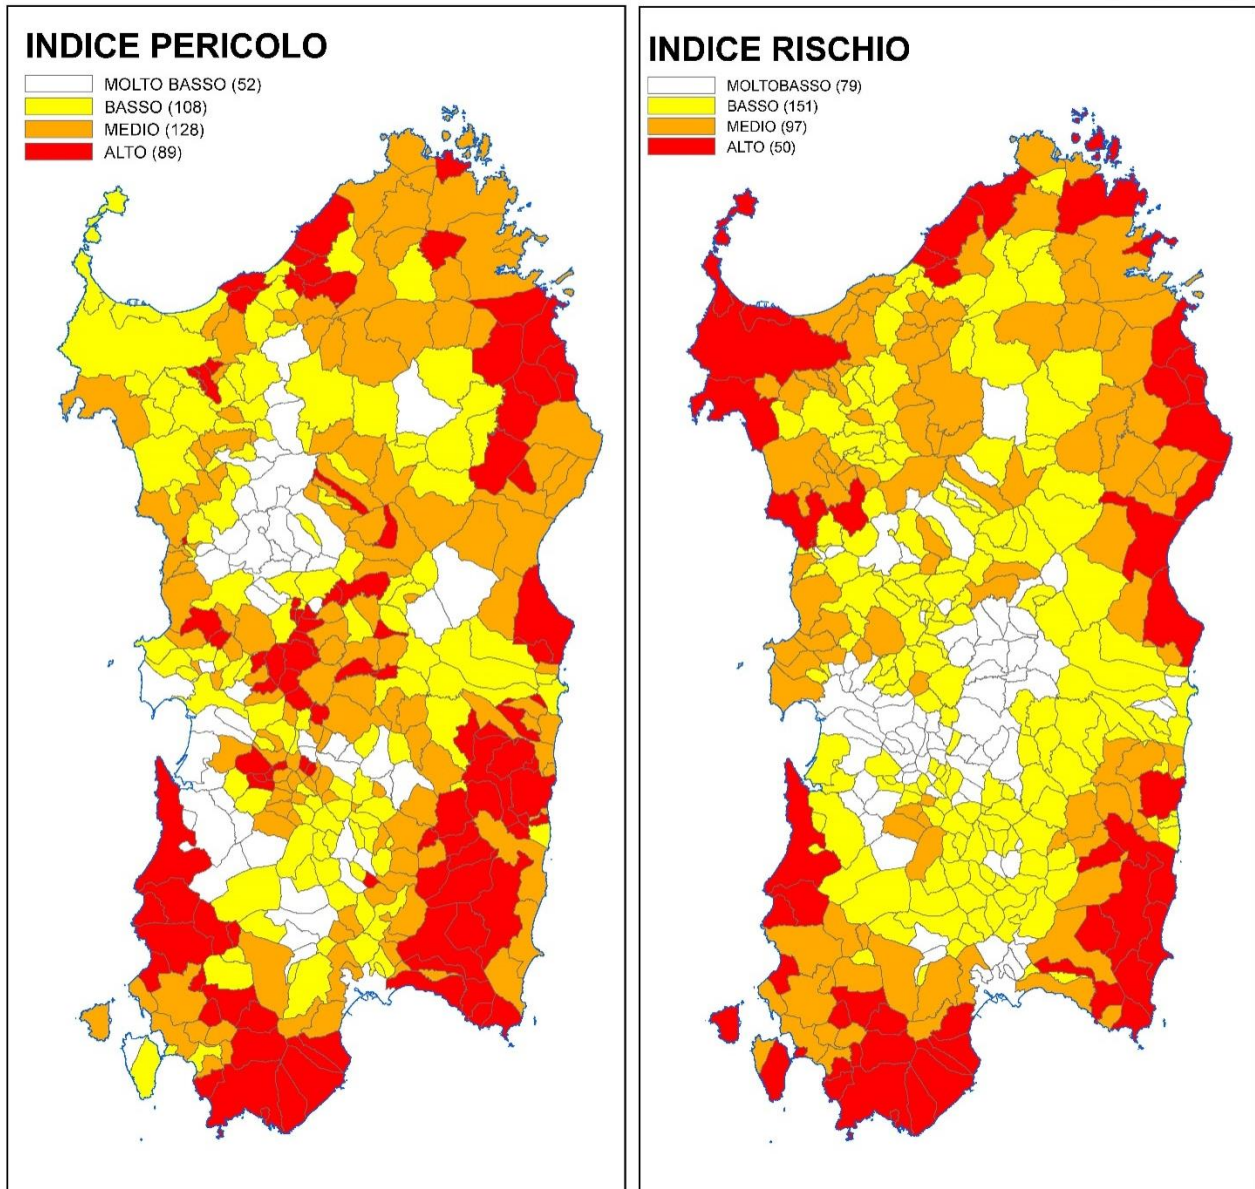 INDICE PERICOLO
MOLTO BASSO (52)
BASSO (108)
MEDIO (128)
ALTO (89)
INDICE RISCHIO
MOLTOBASSO (79)
BASSO (151)
MEDIO (97)
ALTO (50)